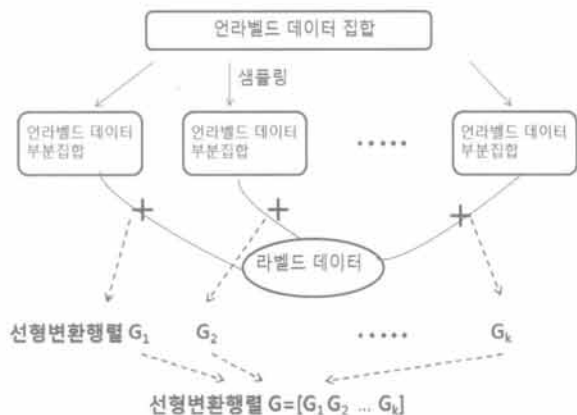 언라벨드 데이터 집합
샘플링
언라벨드 데이터
부분집합
언라벨드 데이터
부분집합
.....
언라벨드 데이터
부분집합
+
+
+
라벨드 데이터
선형변환행렬 G₁
G₂
.....
Gₖ
선형변환행렬 G=[G₁ G₂ ... Gₖ]